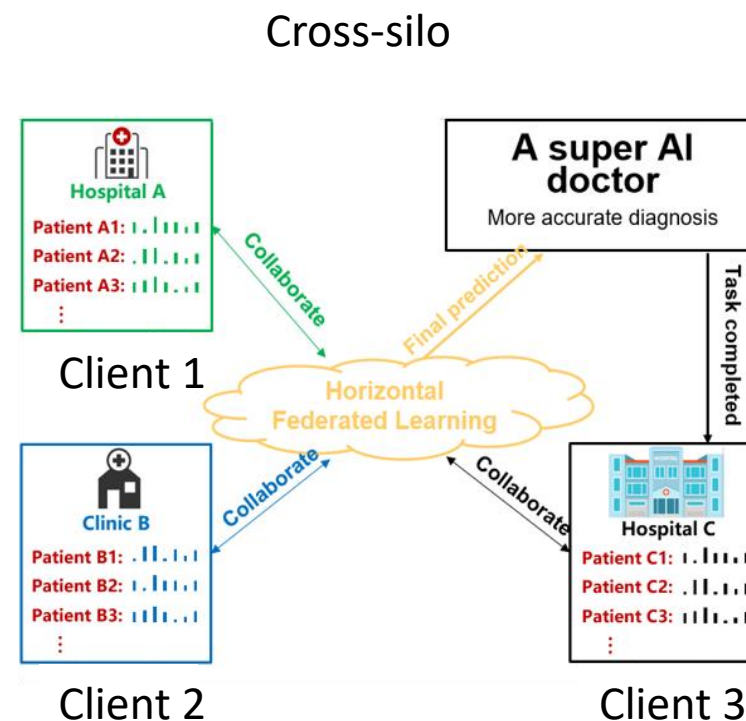 Cross-silo
Hospital A
Patient A1:
Patient A2:
Patient A3:
Client 1
Collaborate
A super AI
doctor
More accurate diagnosis
Final prediction
Task completed
Horizontal
Federated Learning
Clinic B
Patient B1:
Patient B2:
Patient B3:
Client 2
Collaborate
Collaborate
HOSPITAL
Hospital C
Patient C1:
Patient C2:
Patient C3:
Client 3